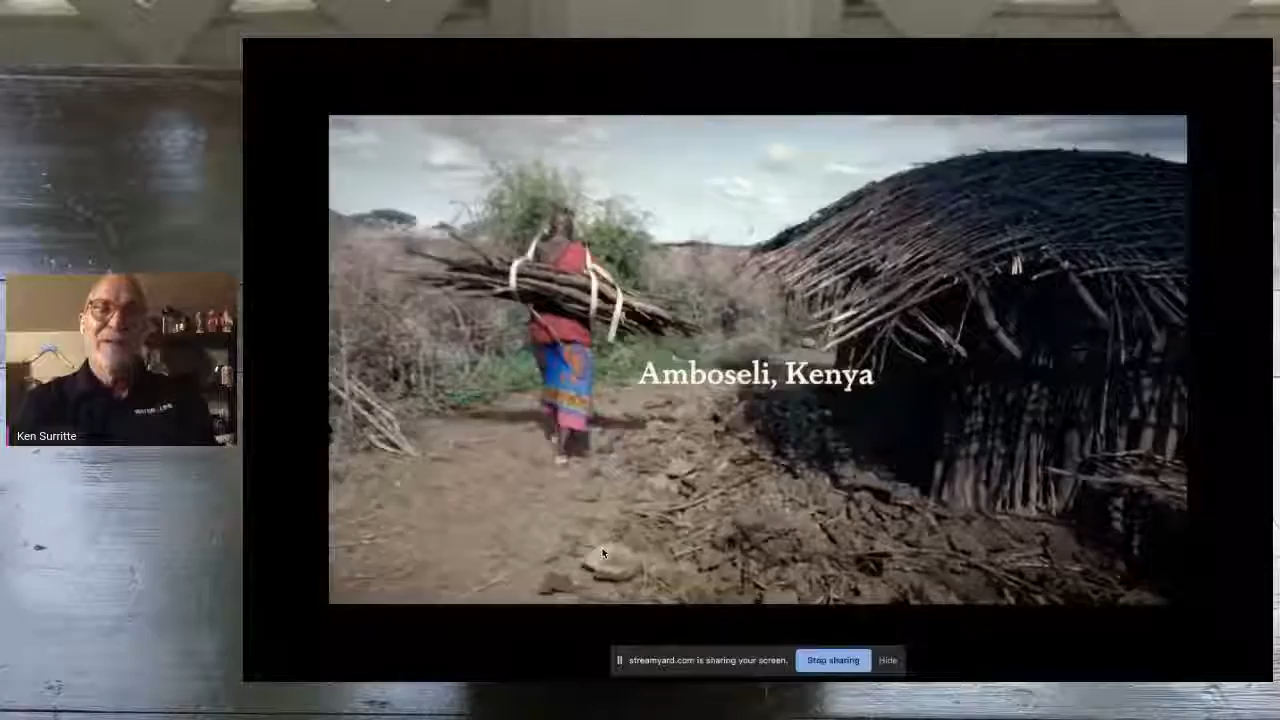 Amboseli, Kenya
Ken Surritte
streamyard.com is sharing your screen.
Stop sharing
Hide